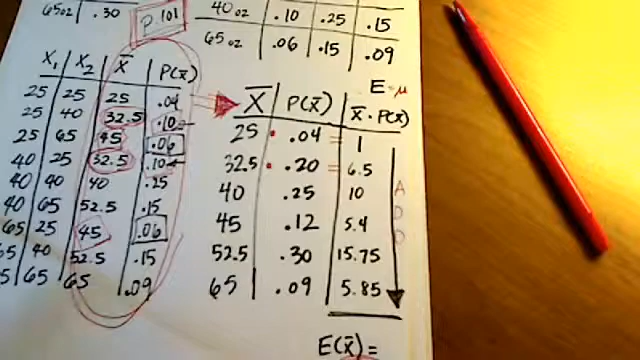 65oz .30
P. 101
40 oz .10 .25 .15
65 oz .06 .15 .09
X₁ X₂ X̄ P(x̄)
25 25 25 .04
25 40 32.5 .10
25 65 45 .06
40 25 32.5 .10
40 40 40 .25
40 65 52.5 .15
65 25 45 .06
65 40 52.5 .15
65 65 65 .09
E = μ
X̄ P(x̄) X̄ · P(x̄)
25 · .04 = 1
32.5 · .20 = 6.5
40 .25 10
45 .12 5.4
52.5 .30 15.75
65 .09 5.85
ADD
E(x̄) =